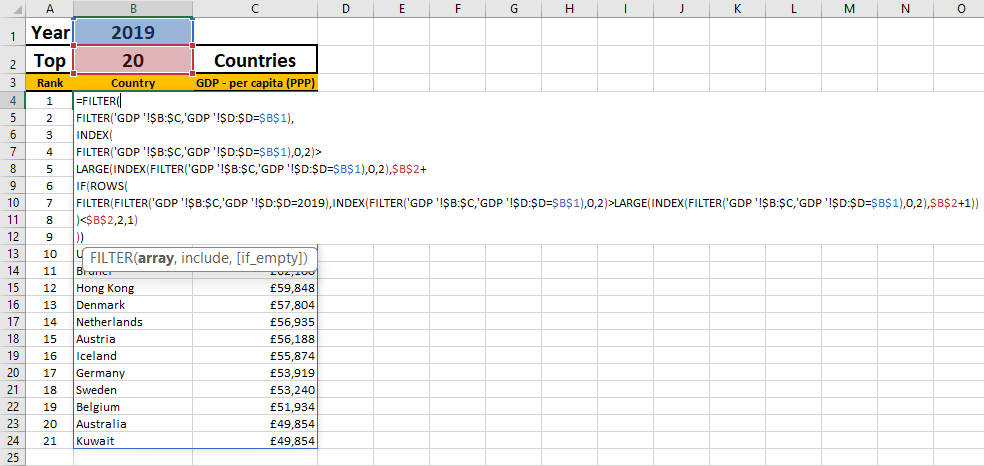 A B C D E F G H I J K L M N O
1 Year 2019
2 Top 20 Countries
3 Rank Country GDP - per capita (PPP)
4 1 =FILTER(
5 2 FILTER('GDP '!$B:$C,'GDP '!$D:$D=$B$1),
6 3 INDEX(
7 4 FILTER('GDP '!$B:$C,'GDP '!$D:$D=$B$1),0,2)>
8 5 LARGE(INDEX(FILTER('GDP '!$B:$C,'GDP '!$D:$D=$B$1),0,2),$B$2+
9 6 IF(ROWS(
10 7 FILTER(FILTER('GDP '!$B:$C,'GDP '!$D:$D=2019),INDEX(FILTER('GDP '!$B:$C,'GDP '!$D:$D=$B$1),0,2)>LARGE(INDEX(FILTER('GDP '!$B:$C,'GDP '!$D:$D=$B$1),0,2),$B$2+1))
11 8 )<$B$2,2,1)
12 9 ))
13 10 FILTER(array, include, [if_empty])
14 11
15 12 Hong Kong £59,848
16 13 Denmark £57,804
17 14 Netherlands £56,935
18 15 Austria £56,188
19 16 Iceland £55,874
20 17 Germany £53,919
21 18 Sweden £53,240
22 19 Belgium £51,934
23 20 Australia £49,854
24 21 Kuwait £49,854
25